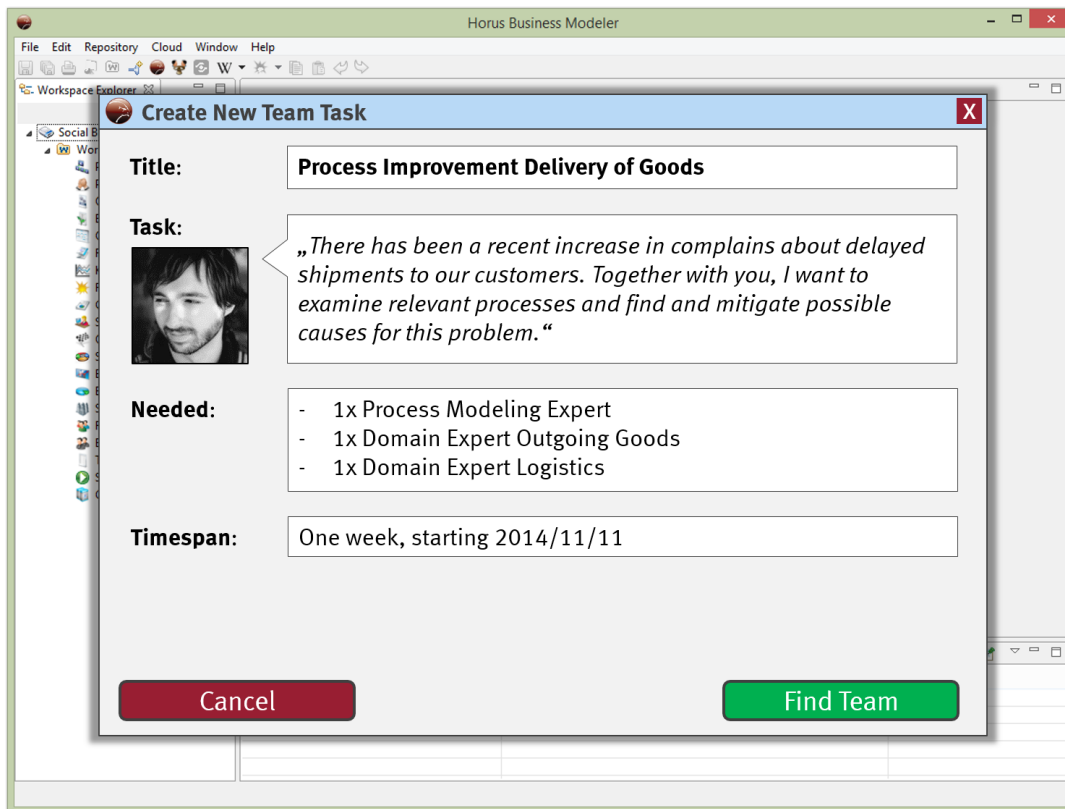 Horus Business Modeler
File Edit Repository Cloud Window Help
W
Workspace Explorer
Create New Team Task
X
Social B
W Wor
Title:
Process Improvement Delivery of Goods
Task:
„There has been a recent increase in complains about delayed
shipments to our customers. Together with you, I want to
examine relevant processes and find and mitigate possible
causes for this problem.“
Needed:
- 1x Process Modeling Expert
- 1x Domain Expert Outgoing Goods
- 1x Domain Expert Logistics
Timespan:
One week, starting 2014/11/11
Cancel
Find Team